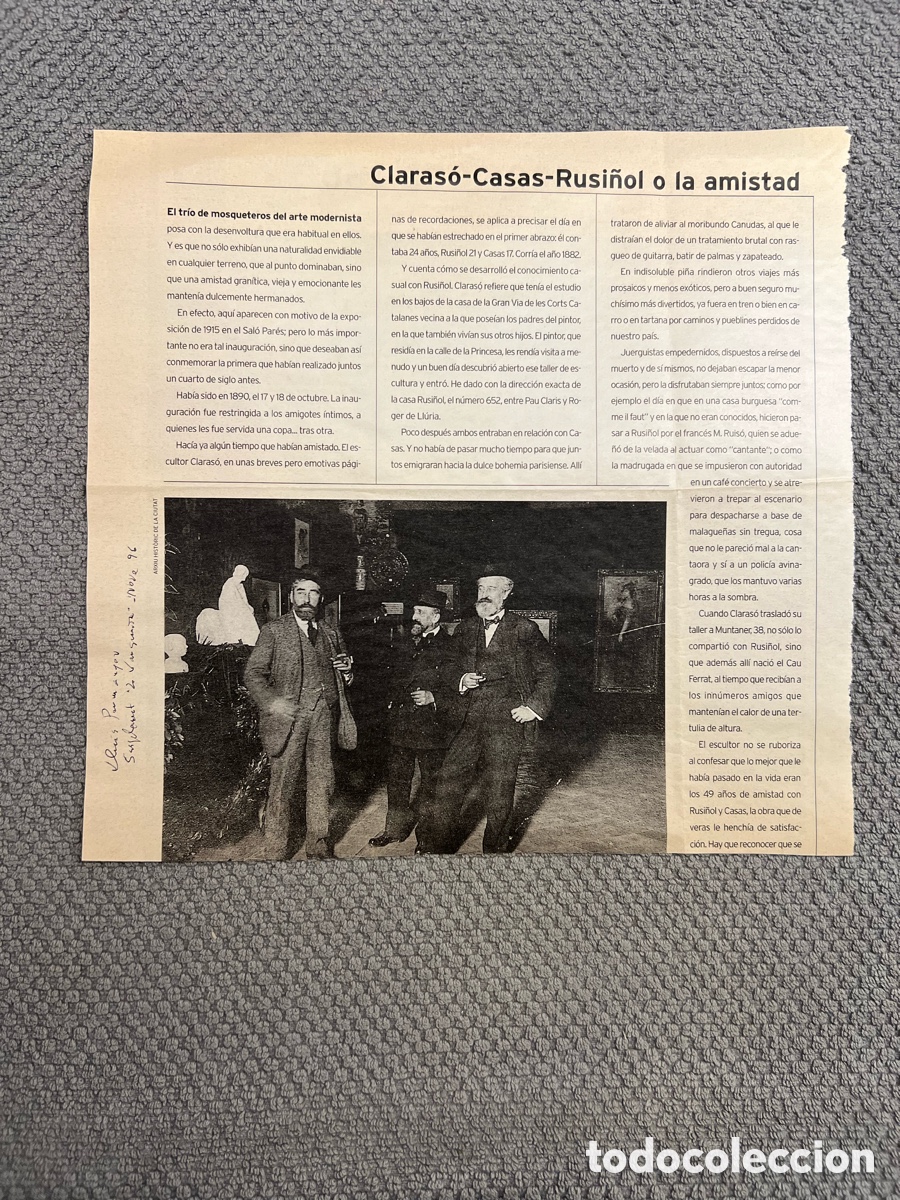 Clarasó-Casas-Rusiñol o la amistad
El trío de mosqueteros del arte modernista
posa con la desenvoltura que era habitual en ellos.
Y es que no sólo exhibían una naturalidad envidiable
en cualquier terreno, que al punto dominaban, sino
que una amistad granítica, vieja y emocionante les
mantenía dulcemente hermanados.
En efecto, aquí aparecen con motivo de la expo-
sición de 1915 en el Saló Parés; pero lo más impor-
tante no era tal inauguración, sino que deseaban así
conmemorar la primera que habían realizado juntos
un cuarto de siglo antes.
Había sido en 1890, el 17 y 18 de octubre. La inau-
guración fue restringida a los amigotes íntimos, a
quienes les fue servida una copa... tras otra.
Hacía ya algún tiempo que habían amistado. El es-
cultor Clarasó, en unas breves pero emotivas pági-
nas de recordaciones, se aplica a precisar el día en
que se habían estrechado en el primer abrazo: él con-
taba 24 años, Rusiñol 21 y Casas 17. Corría el año 1882.
Y cuenta cómo se desarrolló el conocimiento ca-
sual con Rusiñol. Clarasó refiere que tenía el estudio
en los bajos de la casa de la Gran Via de les Corts Ca-
talanes vecina a la que poseían los padres del pintor,
en la que también vivían sus otros hijos. El pintor, que
residía en la calle de la Princesa, les rendía visita a me-
nudo y un buen día descubrió abierto ese taller de es-
cultura y entró. He dado con la dirección exacta de
la casa Rusiñol, el número 652, entre Pau Claris y Ro-
ger de Llúria.
Poco después ambos entraban en relación con Ca-
sas. Y no había de pasar mucho tiempo para que jun-
tos emigraran hacia la dulce bohemia parisiense. Allí
trataron de aliviar al moribundo Canudas, al que le
distraían el dolor de un tratamiento brutal con ras-
gueo de guitarra, batir de palmas y zapateado.
En indisoluble piña rindieron otros viajes más
prosaicos y menos exóticos, pero a buen seguro mu-
chísimo más divertidos, ya fuera en tren o bien en ca-
rro o en tartana por caminos y pueblines perdidos de
nuestro país.
Juerguistas empedernidos, dispuestos a reírse del
muerto y de sí mismos, no dejaban escapar la menor
ocasión, pero la disfrutaban siempre juntos; como por
ejemplo el día en que en una casa burguesa "com-
me il faut" y en la que no eran conocidos, hicieron pa-
sar a Rusiñol por el francés M. Ruisó, quien se adue-
ñó de la velada al actuar como "cantante"; o como
la madrugada en que se impusieron con autoridad
en un café concierto y se atre-
vieron a trepar al escenario
para despacharse a base de
malagueñas sin tregua, cosa
que no le pareció mal a la can-
taora y sí a un policía avina-
grado, que los mantuvo varias
horas a la sombra.
Cuando Clarasó trasladó su
taller a Muntaner, 38, no sólo lo
compartió con Rusiñol, sino
que además allí nació el Cau
Ferrat, al tiempo que recibían a
los innúmeros amigos que
mantenían el calor de una ter-
tulia de altura.
El escultor no se ruboriza
al confesar que lo mejor que le
había pasado en la vida eran
los 49 años de amistad con
Rusiñol y Casas, la obra que de
veras le henchía de satisfac-
ción. Hay que reconocer que se
ARXIU HISTÒRIC DE LA CIUTAT
Lluis Permanyer
"La Vanguardia" 96
todocoleccion